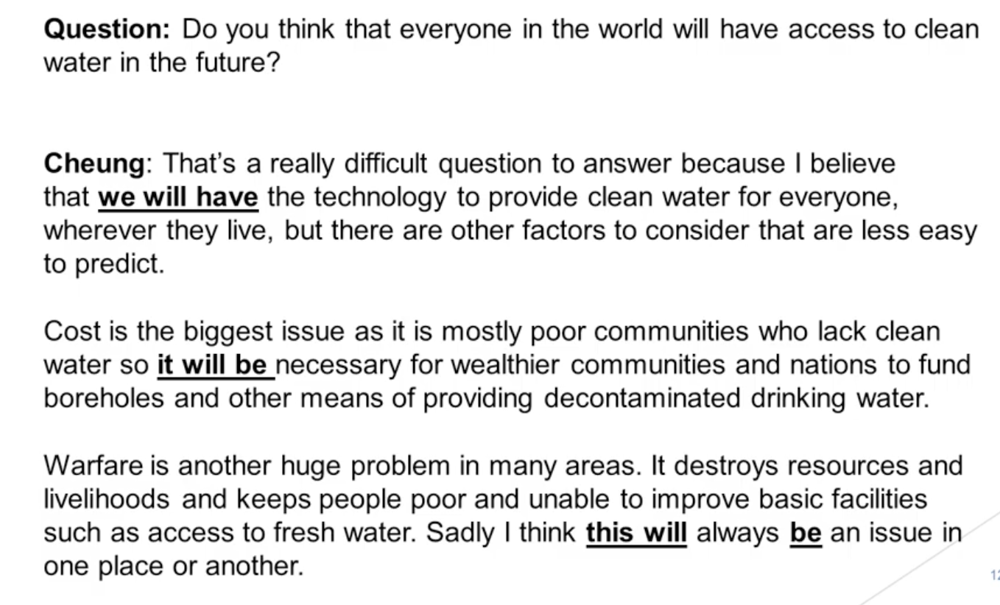 Question: Do you think that everyone in the world will have access to clean
water in the future?
Cheung: That's a really difficult question to answer because I believe
that we will have the technology to provide clean water for everyone,
wherever they live, but there are other factors to consider that are less easy
to predict.
Cost is the biggest issue as it is mostly poor communities who lack clean
water so it will be necessary for wealthier communities and nations to fund
boreholes and other means of providing decontaminated drinking water.
Warfare is another huge problem in many areas. It destroys resources and
livelihoods and keeps people poor and unable to improve basic facilities
such as access to fresh water. Sadly I think this will always be an issue in
one place or another.